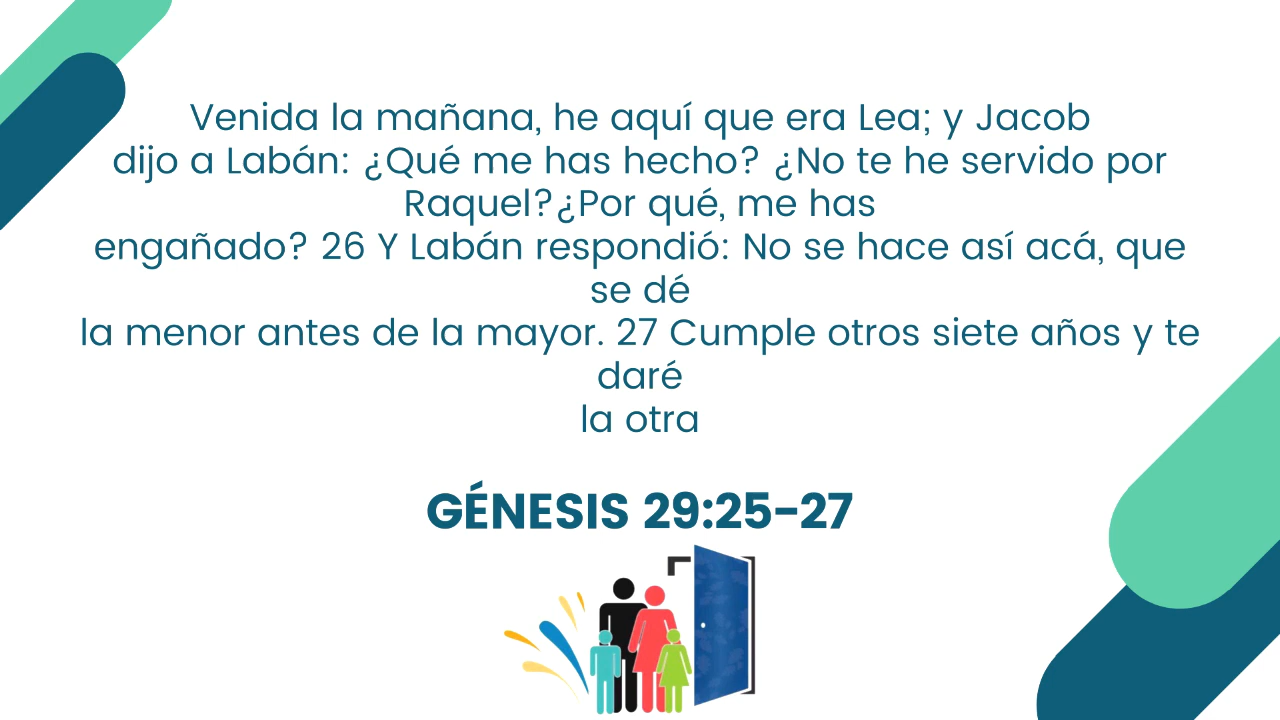 Venida la mañana, he aquí que era Lea; y Jacob
dijo a Labán: ¿Qué me has hecho? ¿No te he servido por
Raquel?¿Por qué, me has
engañado? 26 Y Labán respondió: No se hace así acá, que
se dé
la menor antes de la mayor. 27 Cumple otros siete años y te
daré
la otra
GÉNESIS 29:25-27